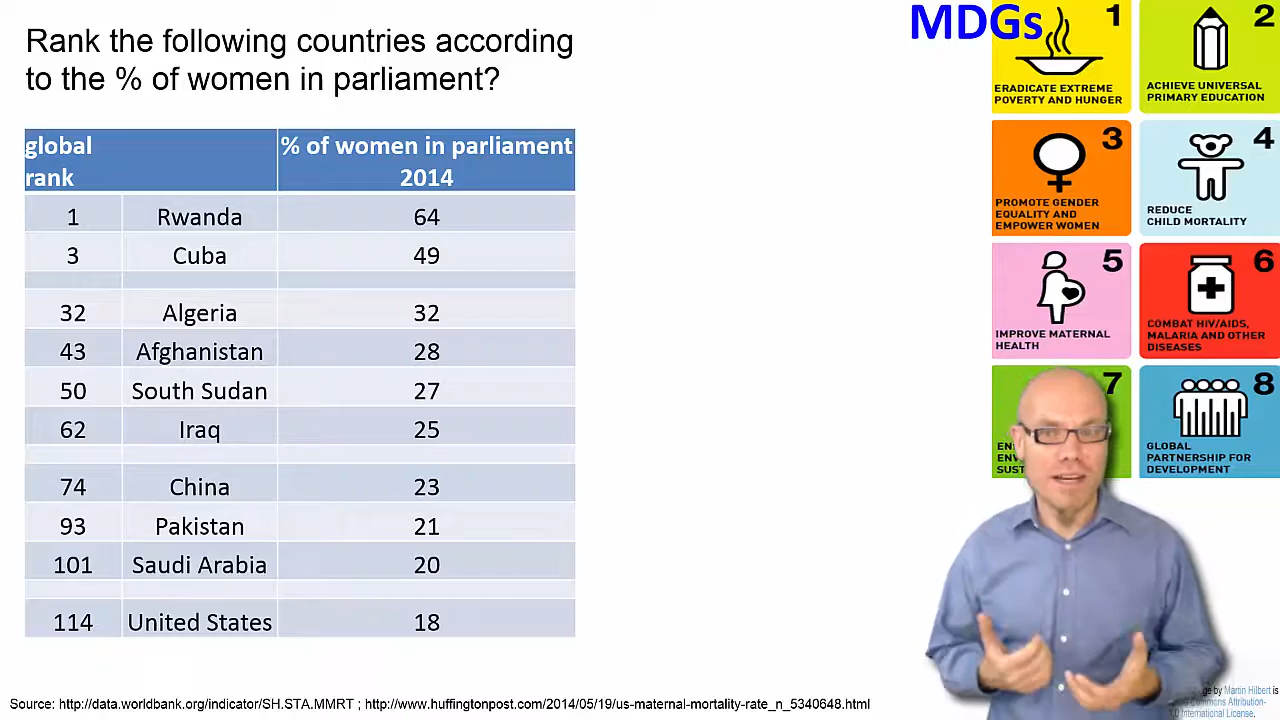 Rank the following countries according
to the % of women in parliament?
global
rank
% of women in parliament
2014
1 Rwanda 64
3 Cuba 49
32 Algeria 32
43 Afghanistan 28
50 South Sudan 27
62 Iraq 25
74 China 23
93 Pakistan 21
101 Saudi Arabia 20
114 United States 18
MDGs
1
ERADICATE EXTREME
POVERTY AND HUNGER
2
ACHIEVE UNIVERSAL
PRIMARY EDUCATION
3
PROMOTE GENDER
EQUALITY AND
EMPOWER WOMEN
4
REDUCE
CHILD MORTALITY
5
IMPROVE MATERNAL
HEALTH
6
COMBAT HIV/AIDS,
MALARIA AND OTHER
DISEASES
7
8
GLOBAL
PARTNERSHIP FOR
DEVELOPMENT
Source: http://data.worldbank.org/indicator/SH.STA.MMRT ; http://www.huffingtonpost.com/2014/05/19/us-maternal-mortality-rate_n_5340648.html
by Martin Hilbert is
Commons Attribution-
International License.